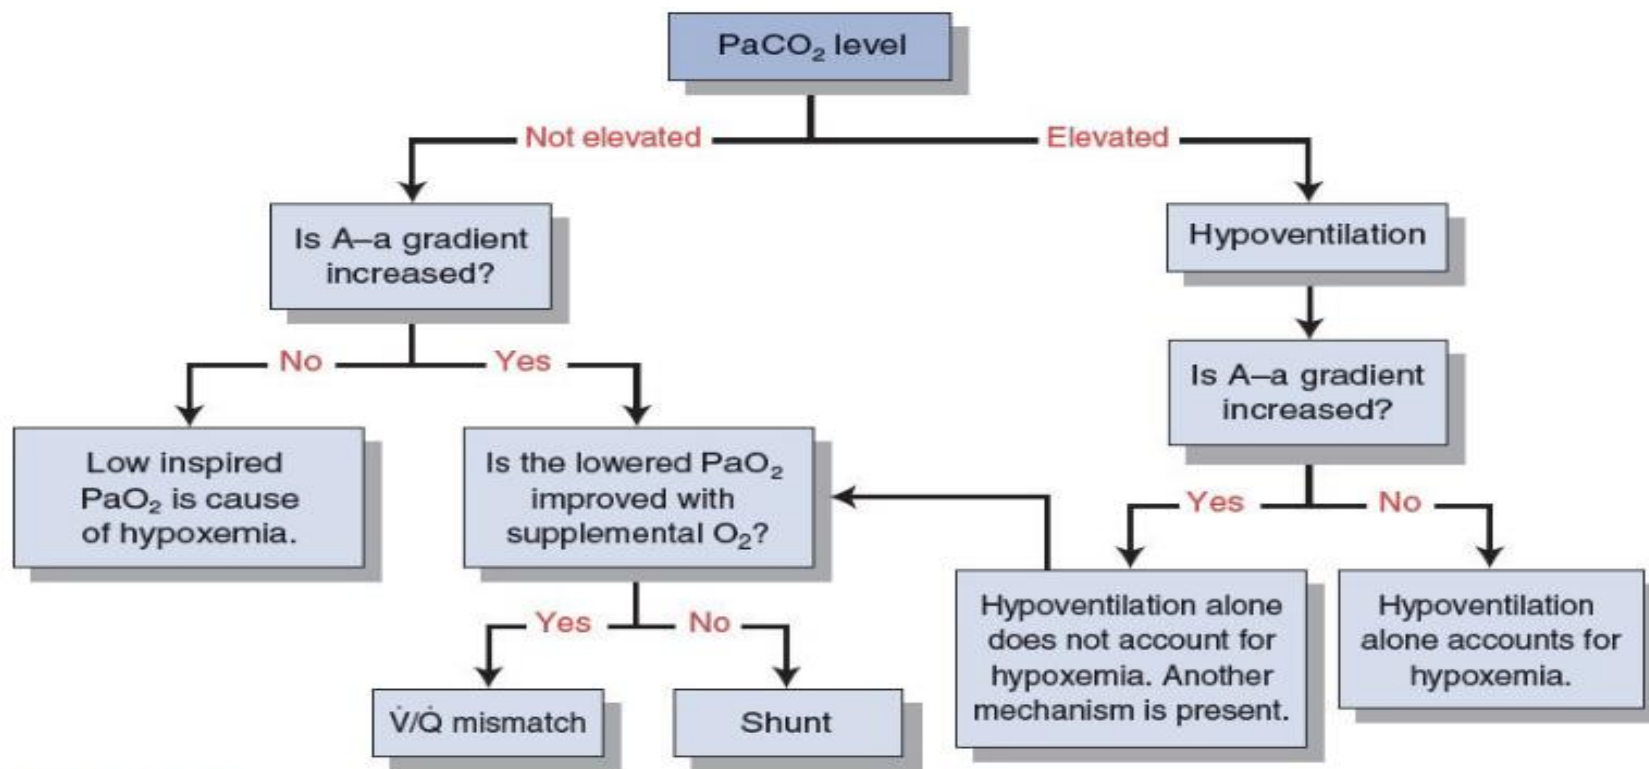 PaCO₂ level
Not elevated
Elevated
Is A–a gradient
increased?
Hypoventilation
No
Yes
Is A–a gradient
increased?
Low inspired
PaO₂ is cause
of hypoxemia.
Is the lowered PaO₂
improved with
supplemental O₂?
Yes
No
Yes
No
Hypoventilation alone
does not account for
hypoxemia. Another
mechanism is present.
Hypoventilation
alone accounts for
hypoxemia.
V̇/Q̇ mismatch
Shunt